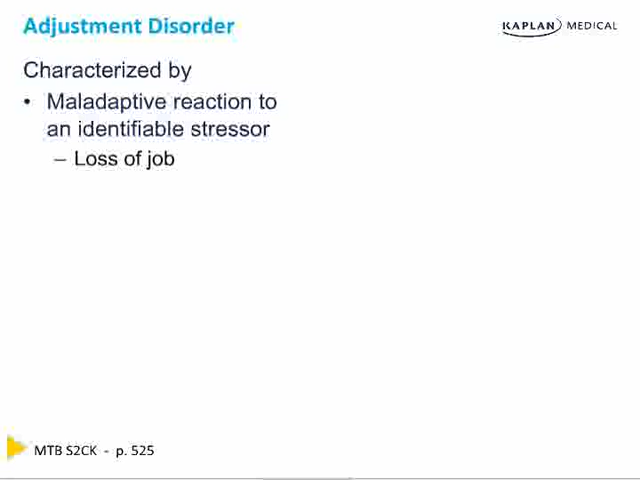 Adjustment Disorder
KAPLAN MEDICAL
Characterized by
• Maladaptive reaction to
an identifiable stressor
– Loss of job
MTB S2CK - p. 525